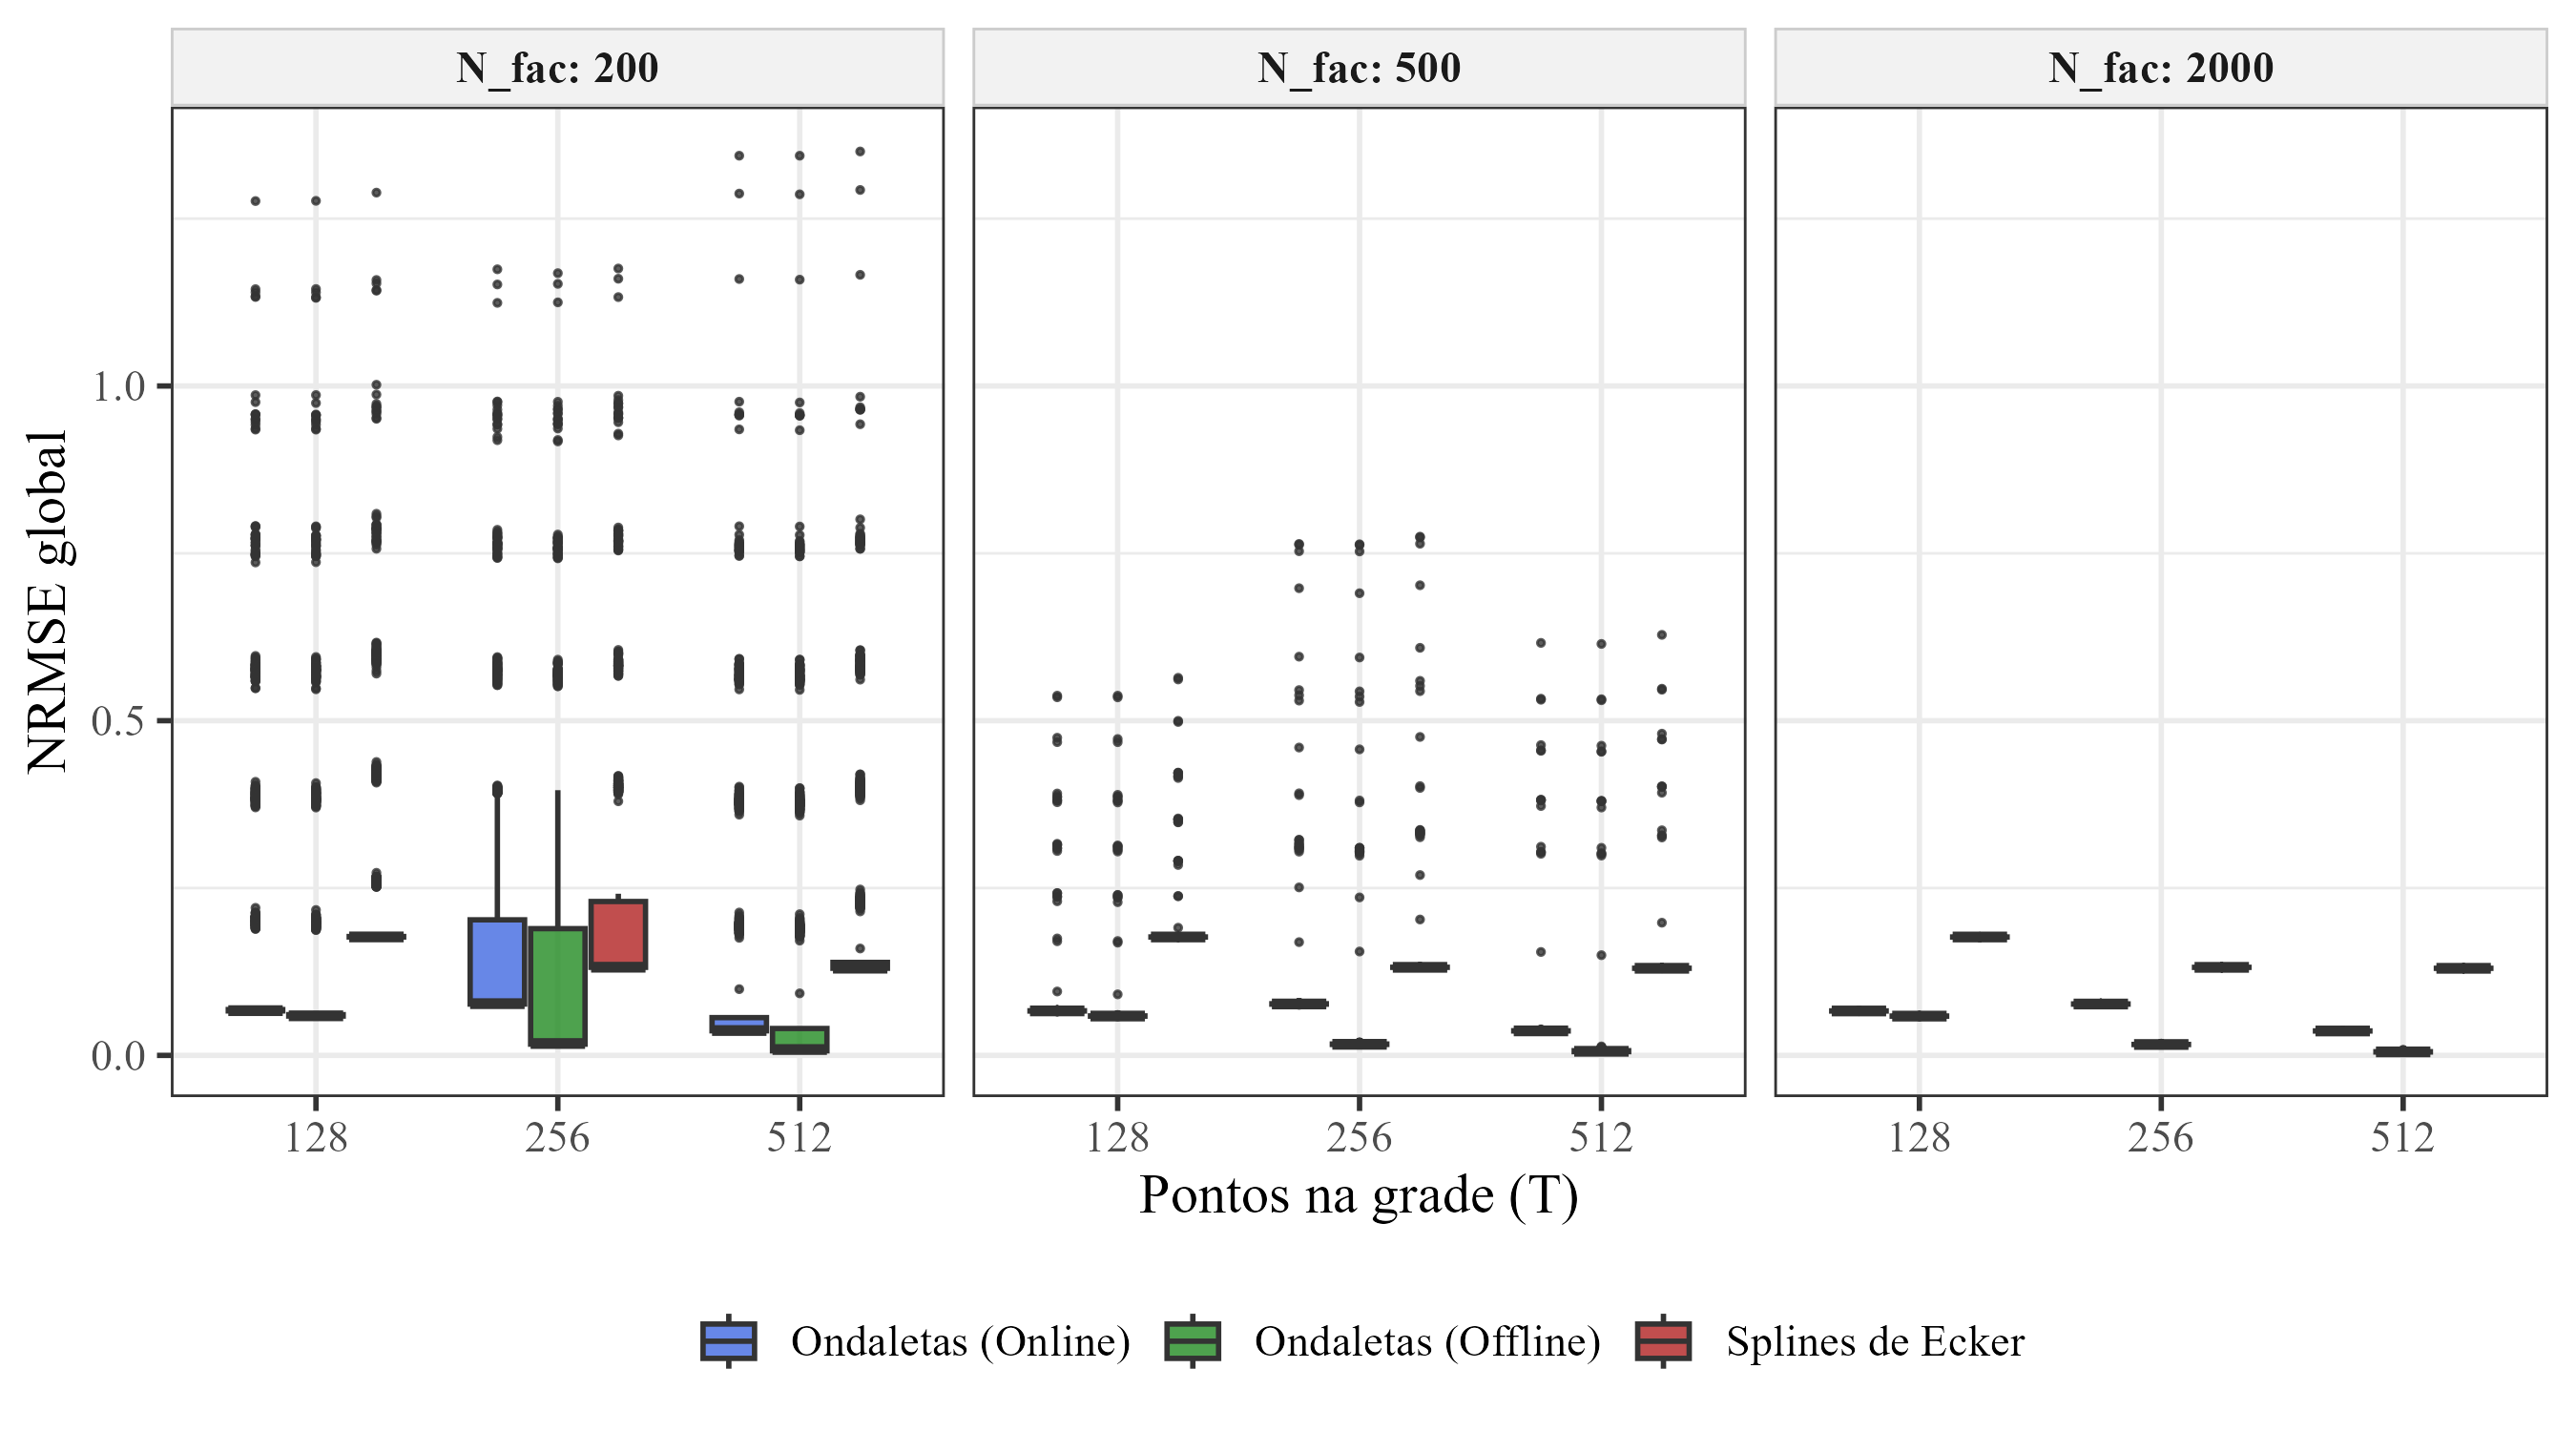 N_fac: 200
N_fac: 500
N_fac: 2000
NRMSE global
1.0
0.5
0.0
128 256 512
128 256 512
128 256 512
Pontos na grade (T)
Ondaletas (Online) Ondaletas (Offline) Splines de Ecker